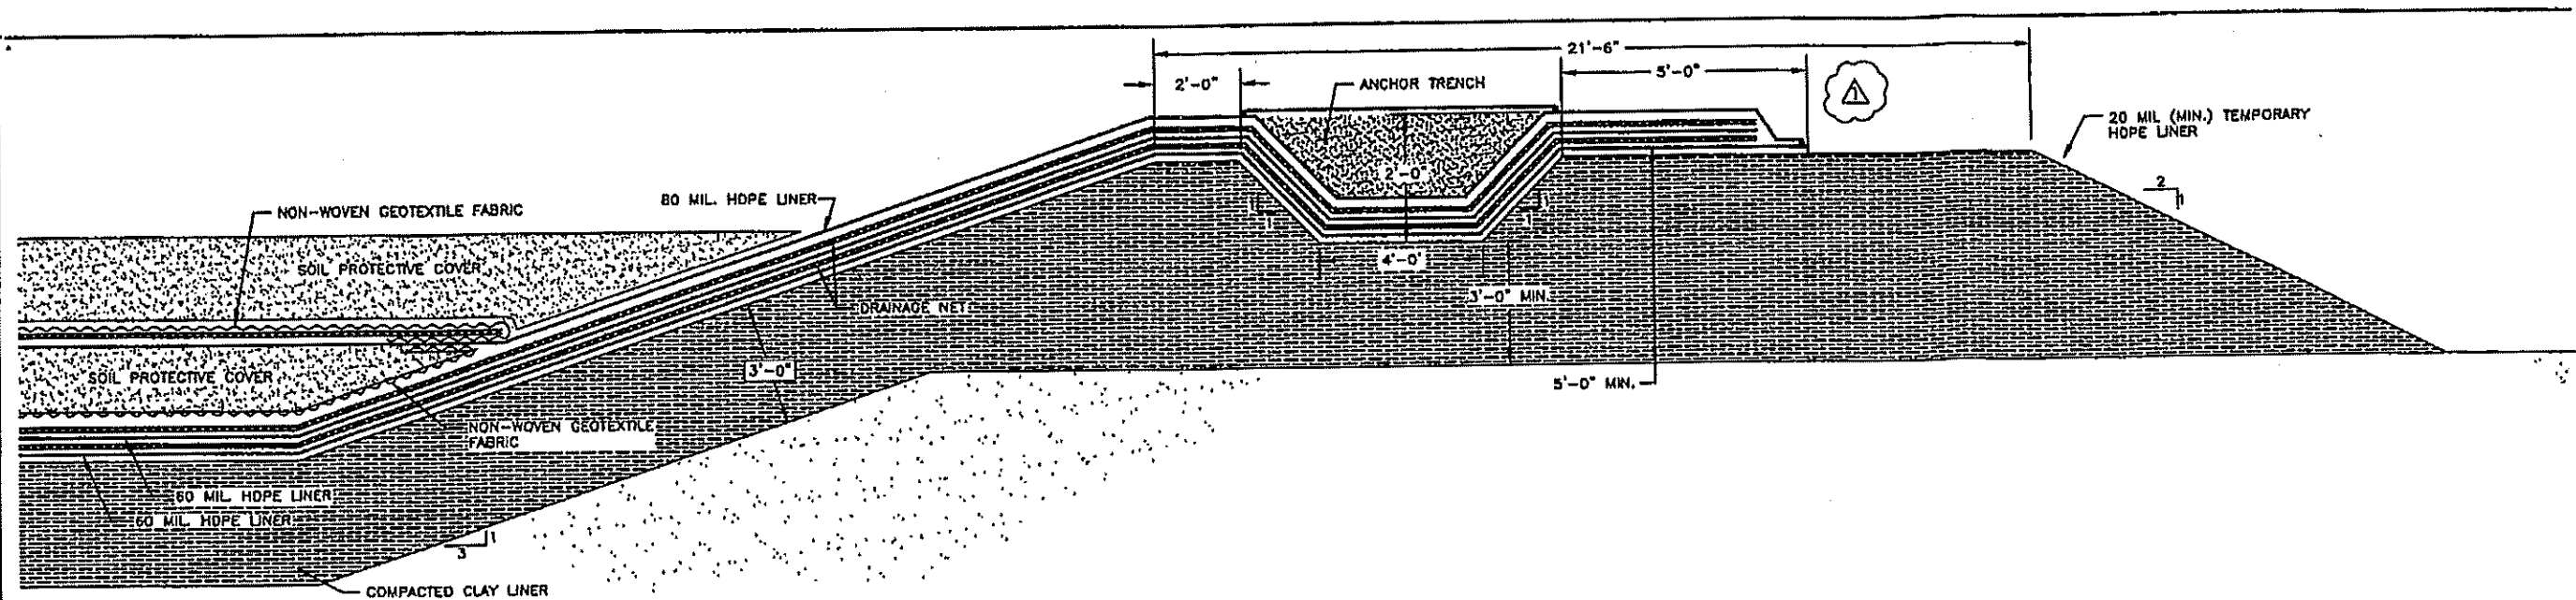 21'-6"
2'-0"
5'-0"
1
ANCHOR TRENCH
20 MIL (MIN.) TEMPORARY
HDPE LINER
2
1
NON-WOVEN GEOTEXTILE FABRIC
80 MIL. HDPE LINER
2'-0"
1
1
1
1
SOIL PROTECTIVE COVER
4'-0"
DRAINAGE NET
3'-0" MIN.
SOIL PROTECTIVE COVER
3'-0"
5'-0" MIN.
NON-WOVEN GEOTEXTILE
FABRIC
60 MIL. HDPE LINER
60 MIL. HDPE LINER
1
3
COMPACTED CLAY LINER